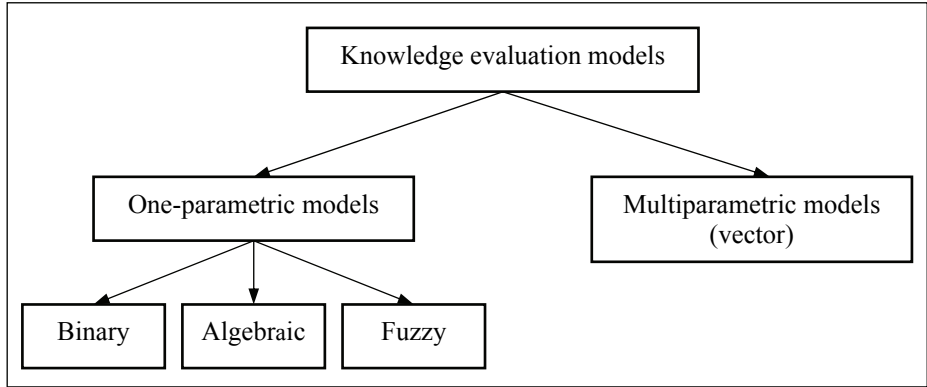 Knowledge evaluation models
One-parametric models
Multiparametric models
(vector)
Binary
Algebraic
Fuzzy